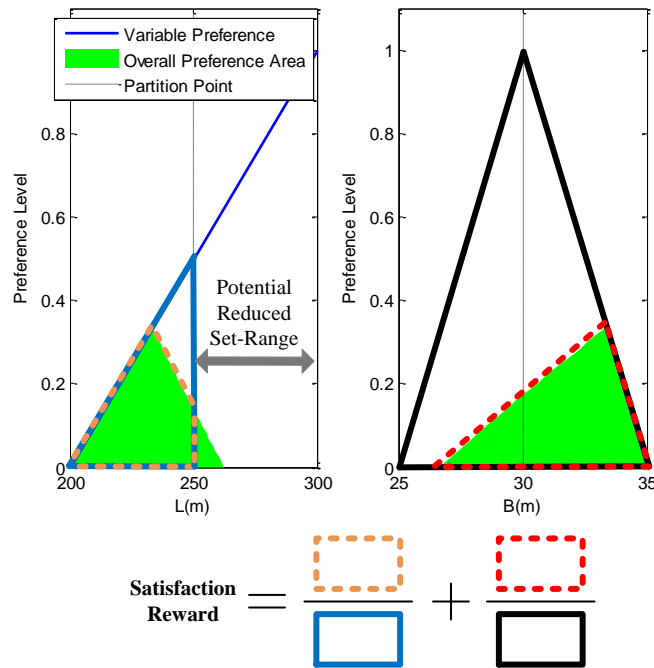 Variable Preference
Overall Preference Area
Partition Point
Preference Level
0.8
0.6
0.4
0.2
0
200
250
300
L(m)
Potential
Reduced
Set-Range
Preference Level
1
0.8
0.6
0.4
0.2
0
25
30
35
B(m)
Satisfaction
Reward
=
+